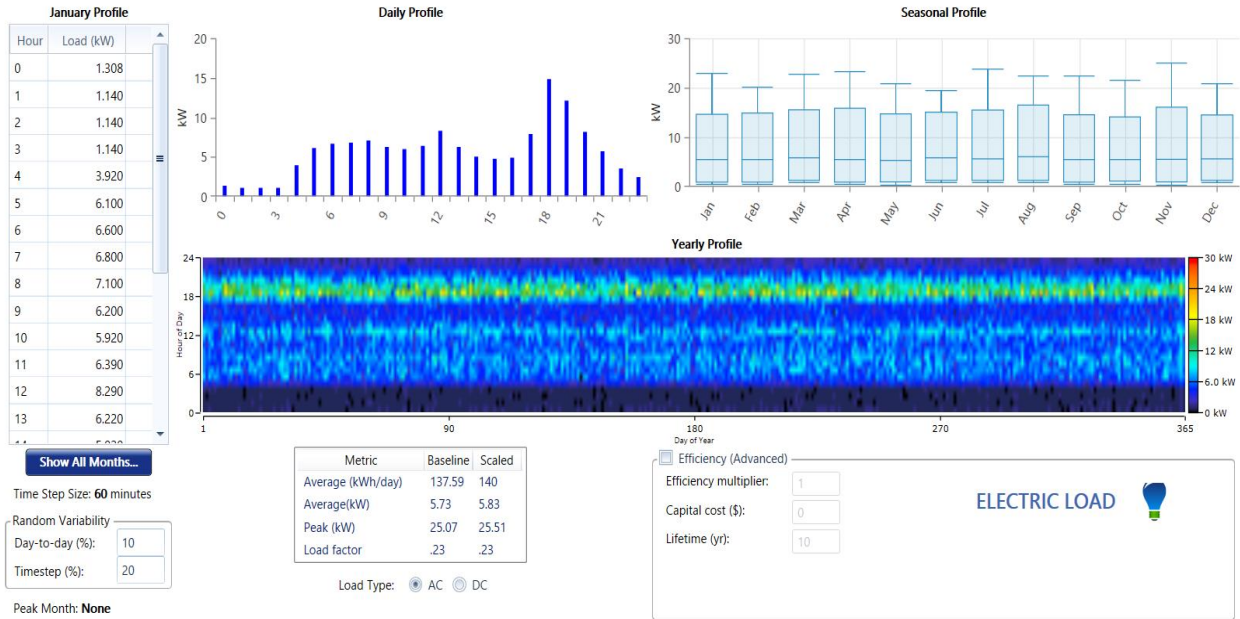 January Profile
Hour Load (kW)
0 1.308
1 1.140
2 1.140
3 1.140
4 3.920
5 6.100
6 6.600
7 6.800
8 7.100
9 6.200
10 5.920
11 6.390
12 8.290
13 6.220
Show All Months...
Time Step Size: 60 minutes
Random Variability
Day-to-day (%): 10
Timestep (%): 20
Peak Month: None
Daily Profile
kW
20
15
10
5
0
0 3 6 9 12 15 18 21
Seasonal Profile
kW
30
20
10
0
Jan Feb Mar Apr May Jun Jul Aug Sep Oct Nov Dec
Yearly Profile
Hour of Day
24
18
12
6
0
1 90 180 270 365
Day of Year
30 kW
24 kW
18 kW
12 kW
6.0 kW
0 kW
Metric Baseline Scaled
Average (kWh/day) 137.59 140
Average(kW) 5.73 5.83
Peak (kW) 25.07 25.51
Load factor .23 .23
Load Type: AC DC
Efficiency (Advanced)
Efficiency multiplier: 1
Capital cost ($): 0
Lifetime (yr): 10
ELECTRIC LOAD